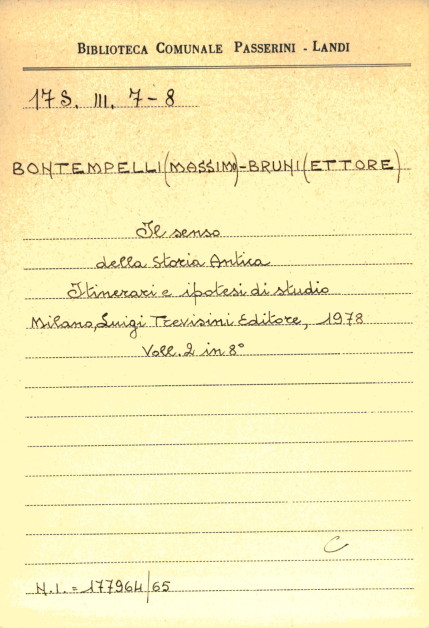 BIBLIOTECA COMUNALE PASSERINI - LANDI
17 S. III. 7-8
BONTEMPELLI (MASSIMO)-BRUNI (ETTORE)
Il senso
della Storia Antica
Itinerari e ipotesi di studio
Milano, Luigi Trevisini Editore, 1978
Voll. 2 in 8°
C
N.I. = 177964/65